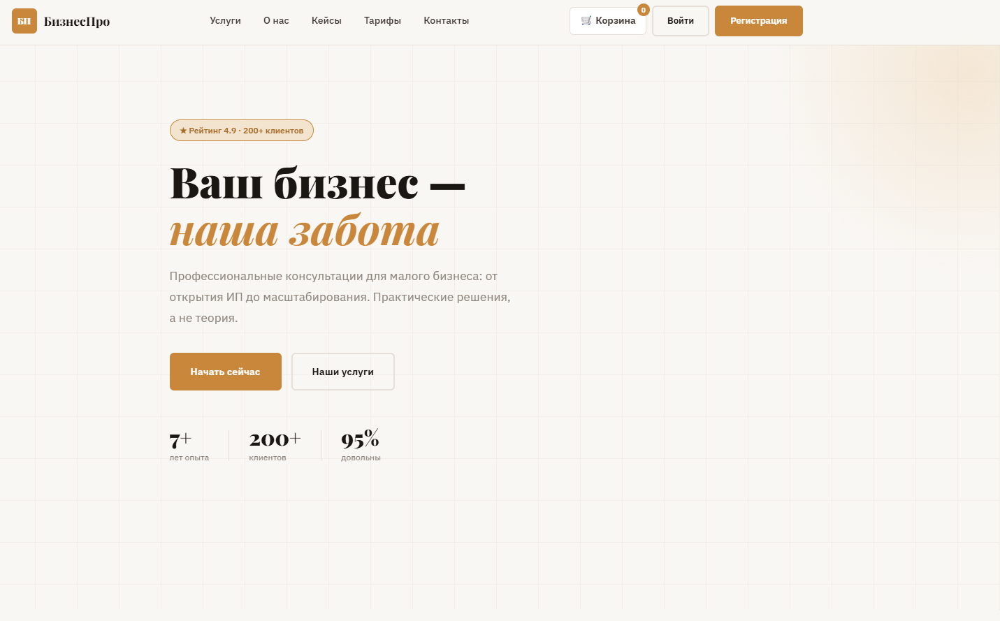 БП БизнесПро
Услуги О нас Кейсы Тарифы Контакты
🛒 Корзина 0
Войти
Регистрация
★ Рейтинг 4.9 · 200+ клиентов
Ваш бизнес —
наша забота
Профессиональные консультации для малого бизнеса: от
открытия ИП до масштабирования. Практические решения,
а не теория.
Начать сейчас Наши услуги
7+ 200+ 95%
лет опыта клиентов довольны